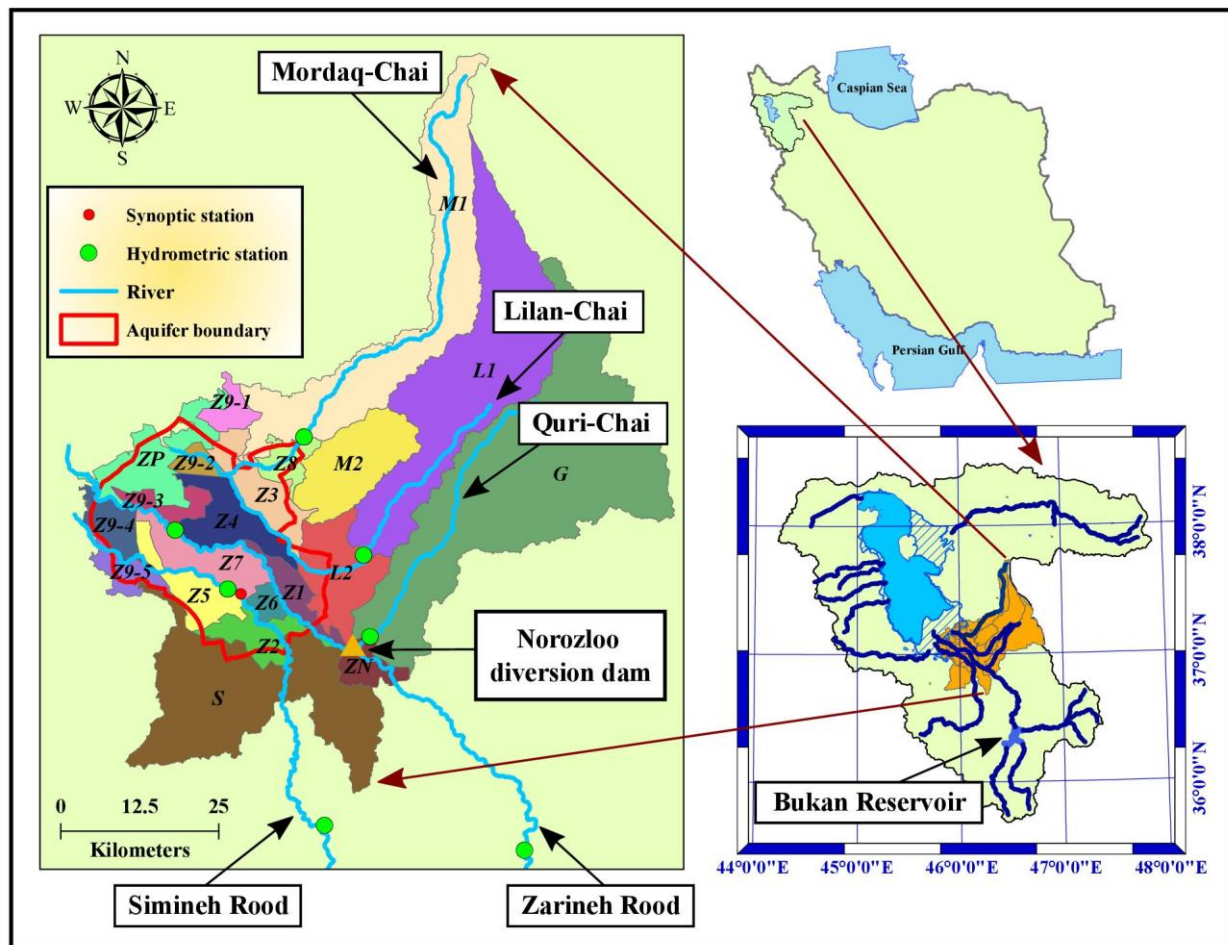 N
W
E
S
Mordaq-Chai
Synoptic station
Hydrometric station
River
Aquifer boundary
M1
Lilan-Chai
L1
Quri-Chai
Z9-1
ZP
Z9-2
Z8
M2
G
Z3
Z9-3
Z9-4
Z4
Z7
L2
Z9-5
Z5
Z6
Z1
Z2
ZN
Norozloo
diversion dam
S
0
12.5
25
Kilometers
Simineh Rood
Zarineh Rood
Caspian Sea
Persian Gulf
38°0'0"N
37°0'0"N
36°0'0"N
Bukan Reservoir
44°0'0"E
45°0'0"E
46°0'0"E
47°0'0"E
48°0'0"E